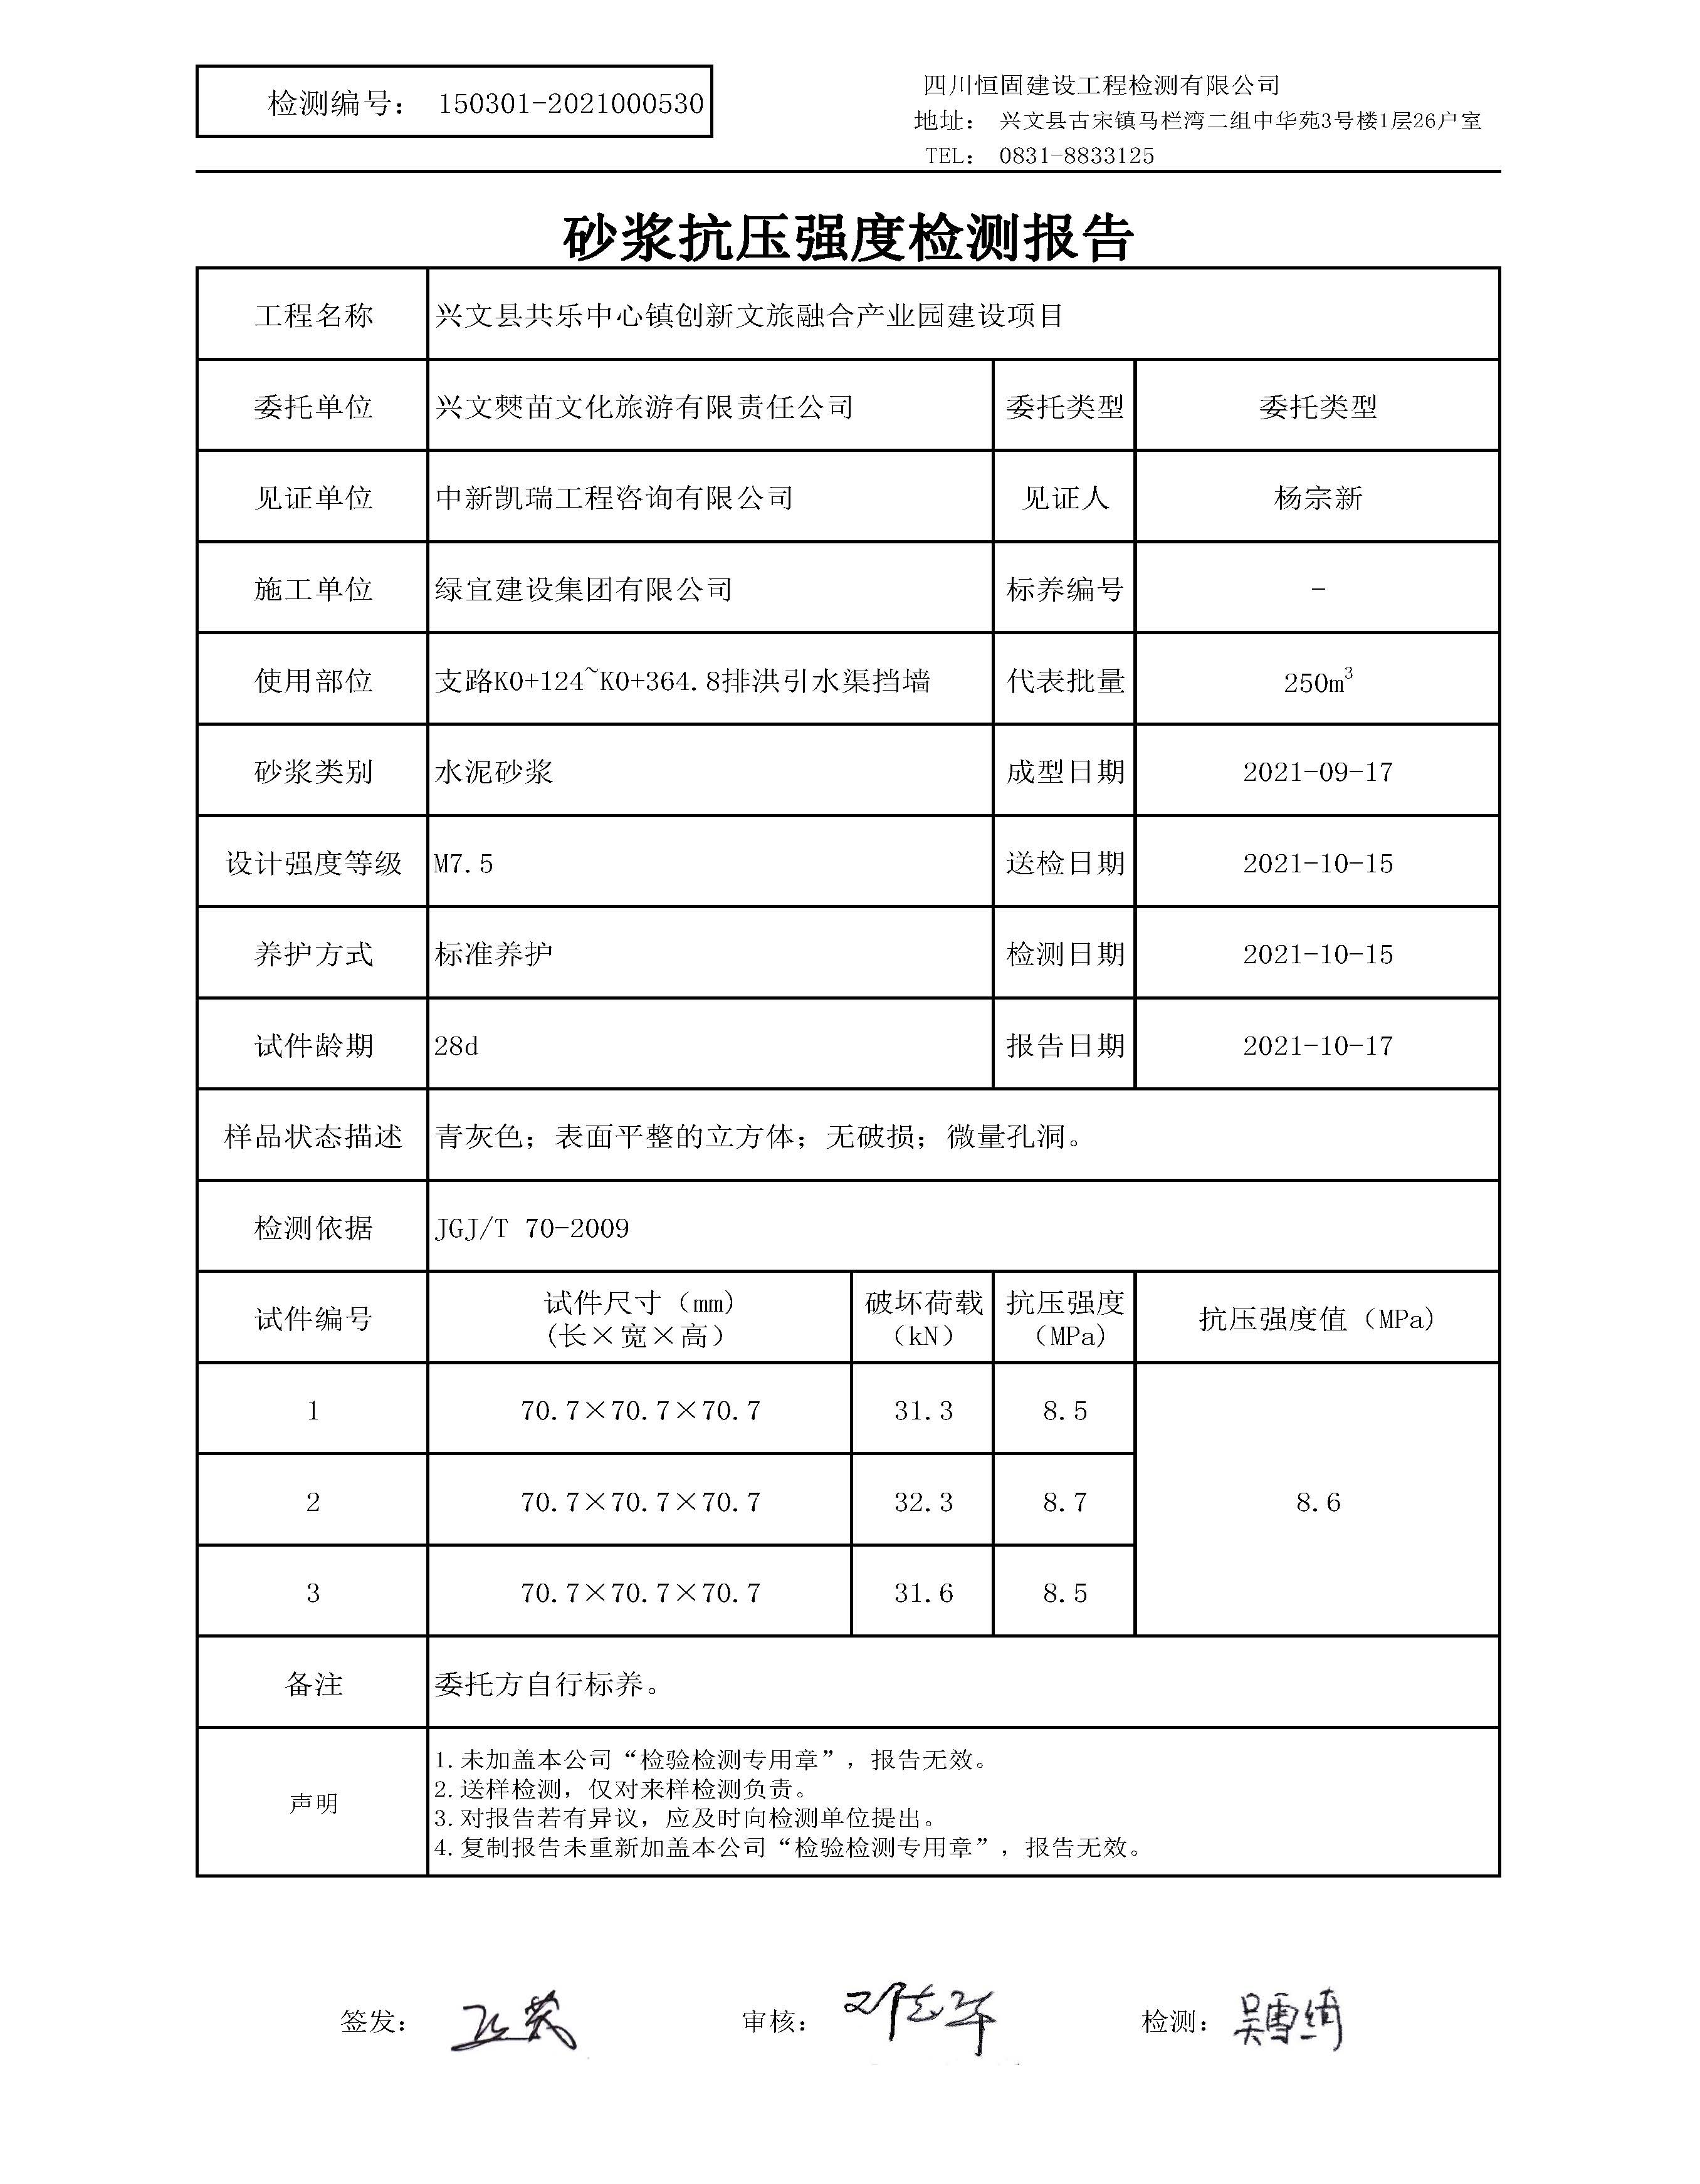 检测编号： 150301-2021000530
四川恒固建设工程检测有限公司
地址： 兴文县古宋镇马栏湾二组中华苑3号楼1层26户室
TEL： 0831-8833125
砂浆抗压强度检测报告
工程名称 兴文县共乐中心镇创新文旅融合产业园建设项目
委托单位 兴文僰苗文化旅游有限责任公司 委托类型 委托类型
见证单位 中新凯瑞工程咨询有限公司 见证人 杨宗新
施工单位 绿宜建设集团有限公司 标养编号 -
使用部位 支路K0+124~K0+364.8排洪引水渠挡墙 代表批量 250m³
砂浆类别 水泥砂浆 成型日期 2021-09-17
设计强度等级 M7.5 送检日期 2021-10-15
养护方式 标准养护 检测日期 2021-10-15
试件龄期 28d 报告日期 2021-10-17
样品状态描述 青灰色；表面平整的立方体；无破损；微量孔洞。
检测依据 JGJ/T 70-2009
试件编号 试件尺寸（mm） 破坏荷载 抗压强度 抗压强度值（MPa）
（长×宽×高） （kN） （MPa）
1 70.7×70.7×70.7 31.3 8.5
2 70.7×70.7×70.7 32.3 8.7 8.6
3 70.7×70.7×70.7 31.6 8.5
备注 委托方自行标养。
声明
1.未加盖本公司“检验检测专用章”，报告无效。
2.送样检测，仅对来样检测负责。
3.对报告若有异议，应及时向检测单位提出。
4.复制报告未重新加盖本公司“检验检测专用章”，报告无效。
签发： 审核： 检测： 吴雪绮